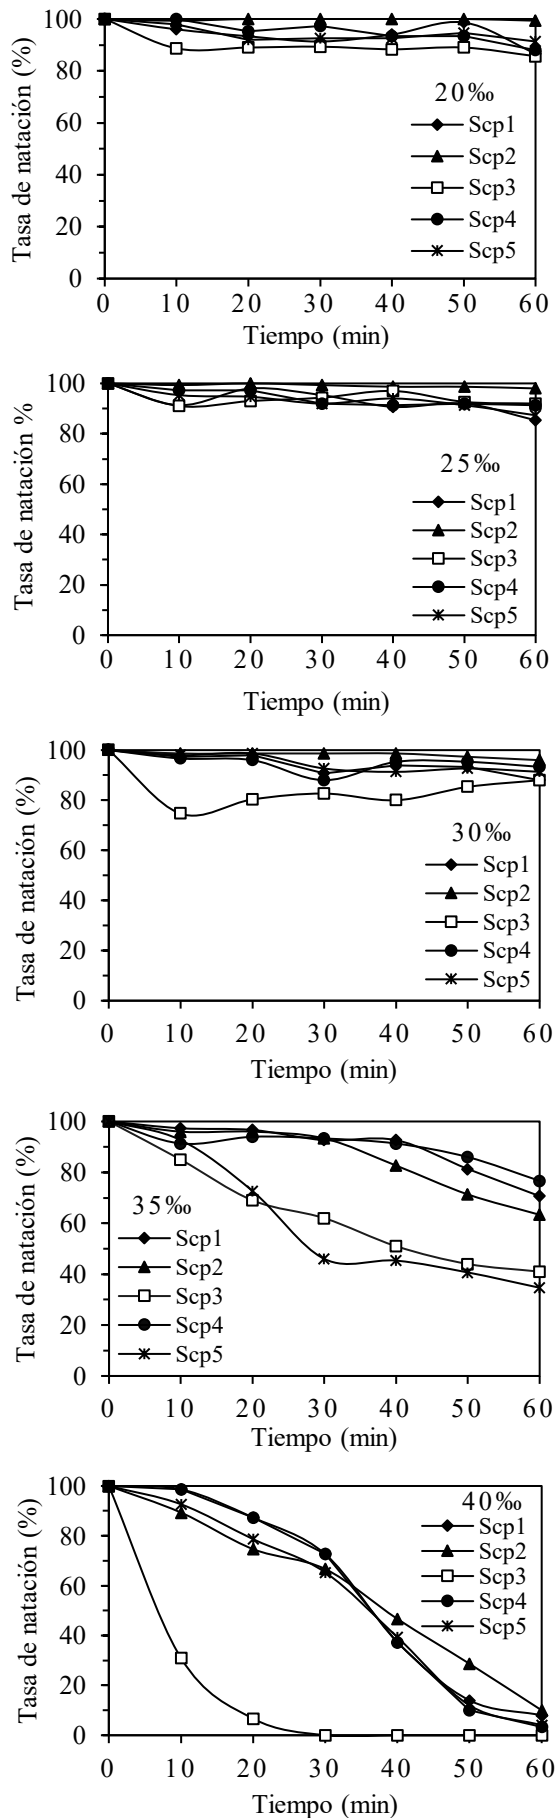 100
80
60
40
20
0
Tasa de natación (%)
20‰
Scp1
Scp2
Scp3
Scp4
Scp5
0 10 20 30 40 50 60
Tiempo (min)
100
80
60
40
20
0
Tasa de natación %
25‰
Scp1
Scp2
Scp3
Scp4
Scp5
0 10 20 30 40 50 60
Tiempo (min)
100
80
60
40
20
0
Tasa de natación (%)
30‰
Scp1
Scp2
Scp3
Scp4
Scp5
0 10 20 30 40 50 60
Tiempo (min)
100
80
60
40
20
0
Tasa de natación (%)
35‰
Scp1
Scp2
Scp3
Scp4
Scp5
0 10 20 30 40 50 60
Tiempo (min)
100
80
60
40
20
0
Tasa de natación (%)
40‰
Scp1
Scp2
Scp3
Scp4
Scp5
0 10 20 30 40 50 60
Tiempo (min)